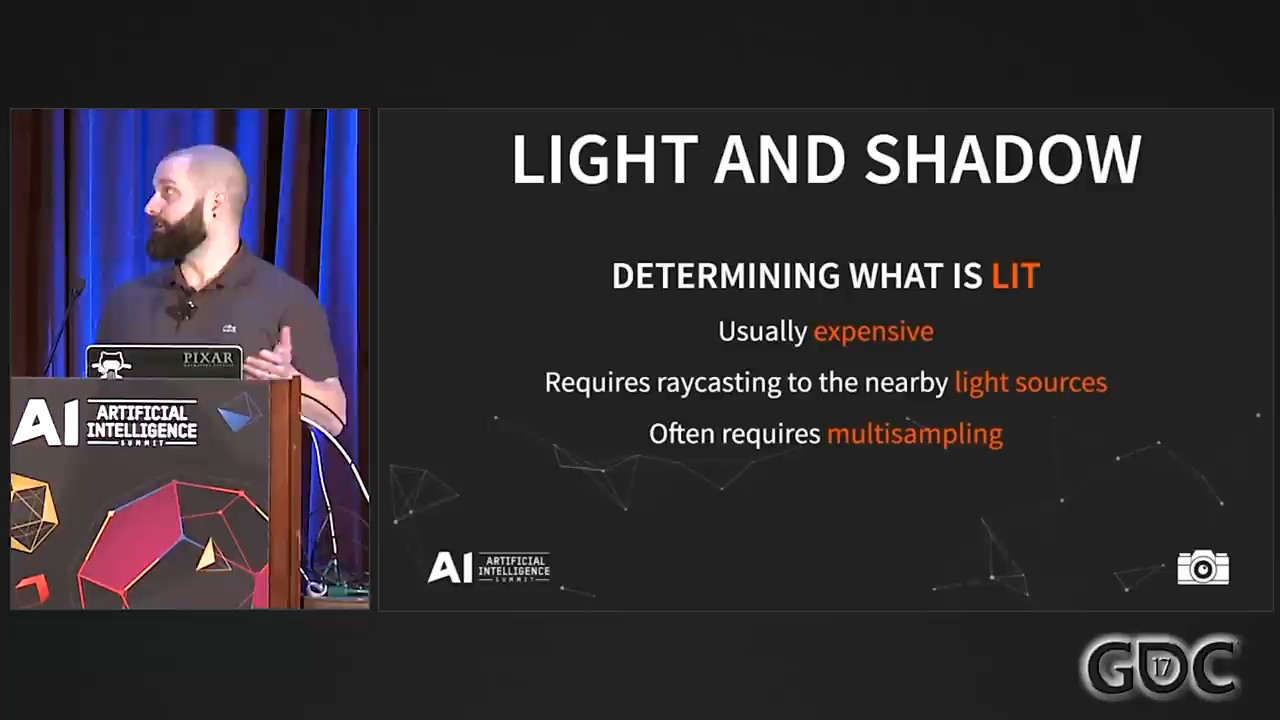 LIGHT AND SHADOW
DETERMINING WHAT IS LIT
Usually expensive
Requires raycasting to the nearby light sources
Often requires multisampling
PIXAR
AI ARTIFICIAL
INTELLIGENCE
SUMMIT
AI ARTIFICIAL
INTELLIGENCE
SUMMIT
GDC
17